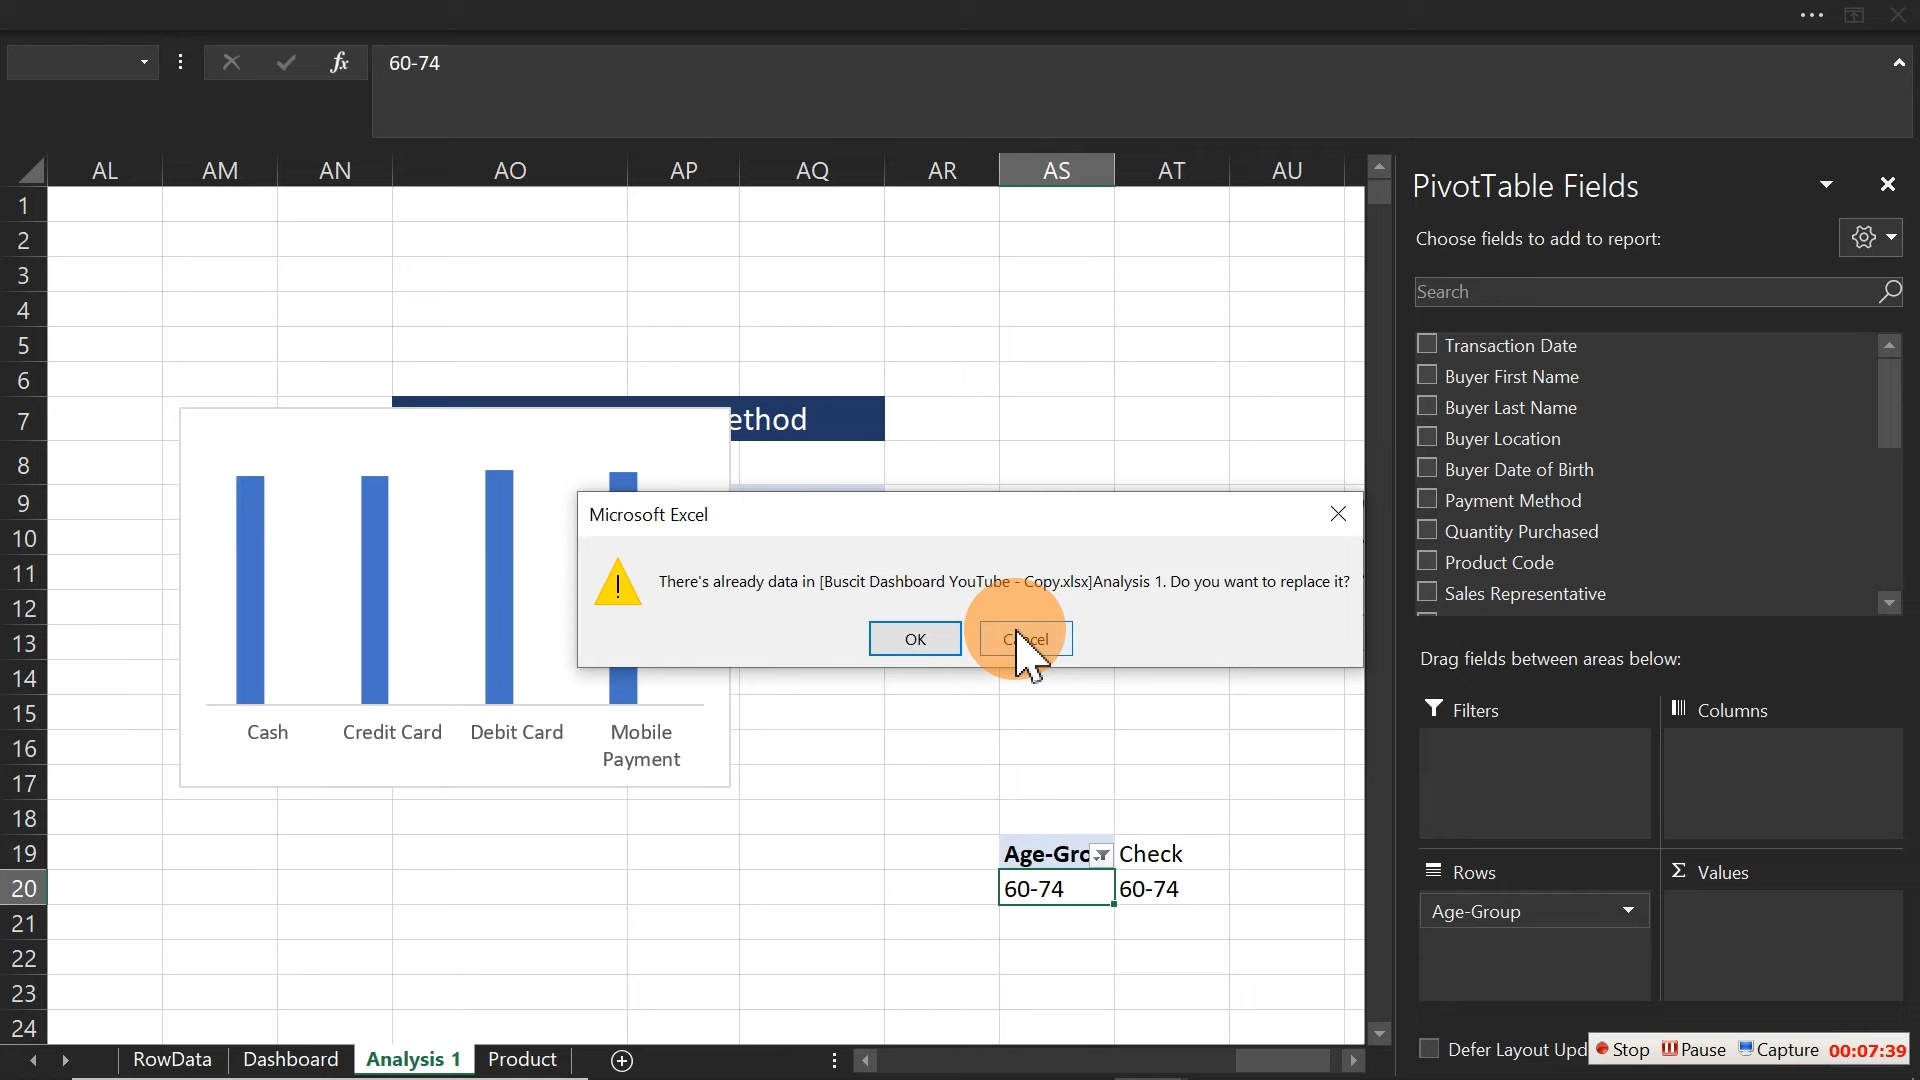 60-74
AL AM AN AO AP AQ AR AS AT AU
1
2
3
4
5
6
7
8
9
10
11
12
13
14
15
16
17
18
19
20
21
22
23
24
ethod
Cash Credit Card Debit Card Mobile
Payment
Microsoft Excel
There's already data in [Buscit Dashboard YouTube - Copy.xlsx]Analysis 1. Do you want to replace it?
OK Cancel
Age-Gro Check
60-74 60-74
RowData Dashboard Analysis 1 Product
PivotTable Fields
Choose fields to add to report:
Search
Transaction Date
Buyer First Name
Buyer Last Name
Buyer Location
Buyer Date of Birth
Payment Method
Quantity Purchased
Product Code
Sales Representative
Drag fields between areas below:
Filters Columns
Rows Σ Values
Age-Group
Defer Layout Upd
Stop Pause Capture 00:07:39